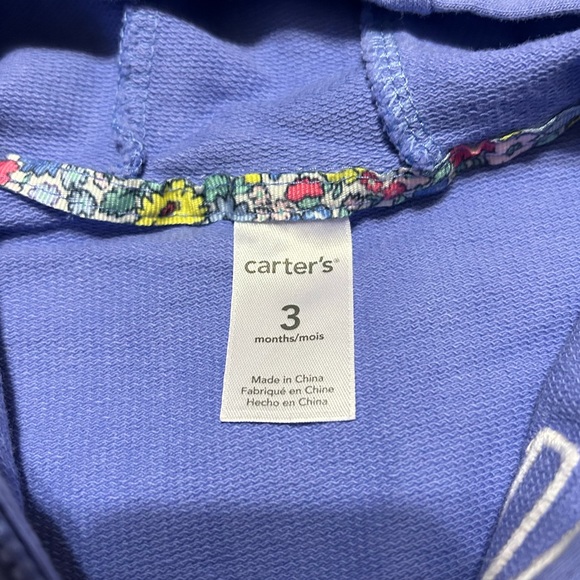 carter's®
3
months/mois
Made in China
Fabriqué en Chine
Hecho en China